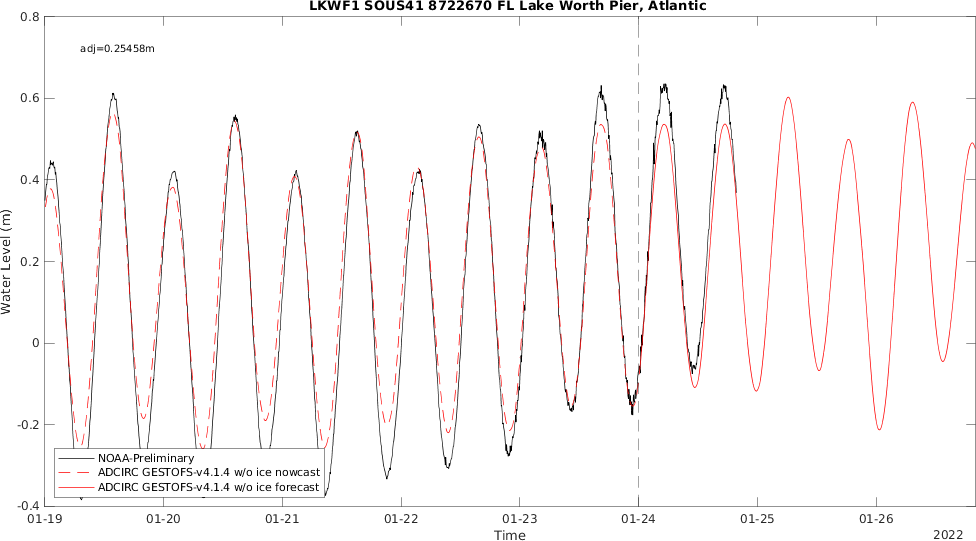 LKWF1 SOUS41 8722670 FL Lake Worth Pier, Atlantic
0.8
adj=0.25458m
0.6
0.4
0.2
0
-0.2
-0.4
Water Level (m)
NOAA-Preliminary
ADCIRC GESTOFS-v4.1.4 w/o ice nowcast
ADCIRC GESTOFS-v4.1.4 w/o ice forecast
01-19 01-20 01-21 01-22 01-23 01-24 01-25 01-26
Time
2022